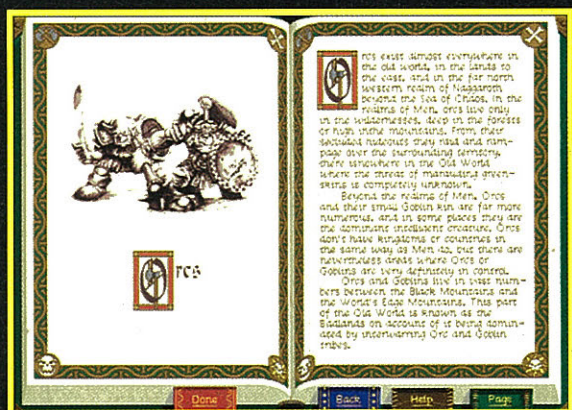 Orcs
Orcs exist almost everywhere in
the old world, in the lands to
the east, and in the far north
western realm of Naggaroth
beyond the Sea of Chaos. In the
realms of Men, orcs live only
in the wildernesses, deep in the forests
or high in the mountains. From their
secluded hideouts they raid and ram-
page over the surrounding territory,
there is nowhere in the Old World
where the threat of marauding green-
skins is completely unknown.
Beyond the realms of Men, Orcs
and their small Goblin kin are far more
numerous, and in some places they are
the dominant intelligent creature. Orcs
don't have kingdoms or countries in
the same way as Men do, but there are
nevertheless areas where Orcs or
Goblins are very definitely in control.
Orcs and Goblins live in vast num-
bers between the Black Mountains and
the World's Edge Mountains. This part
of the Old World is known as the
Badlands on account of it being domin-
ated by interwarring Orc and Goblin
tribes.
Done
Back
Help
Page